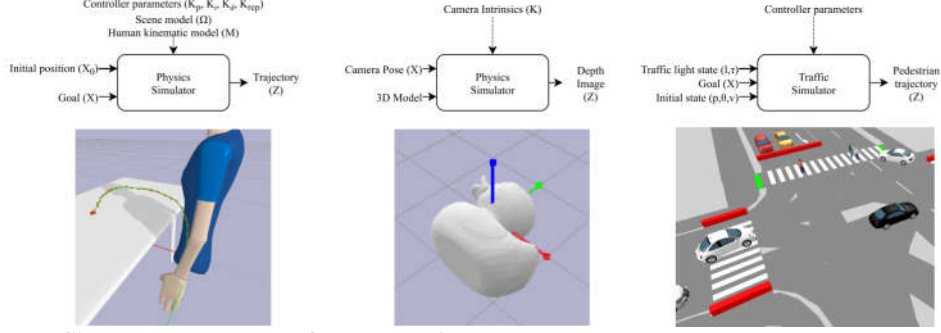 Controller parameters (Kp, Ki, Kd, Krep)
Scene model (Ω)
Human kinematic model (M)
Initial position (X0)
Goal (X)
Physics
Simulator
Trajectory
(Z)
Camera Intrinsics (K)
Camera Pose (X)
3D Model
Physics
Simulator
Depth
Image
(Z)
Controller parameters
Traffic light state (l,τ)
Goal (X)
Initial state (p,θ,v)
Traffic
Simulator
Pedestrian
trajectory
(Z)